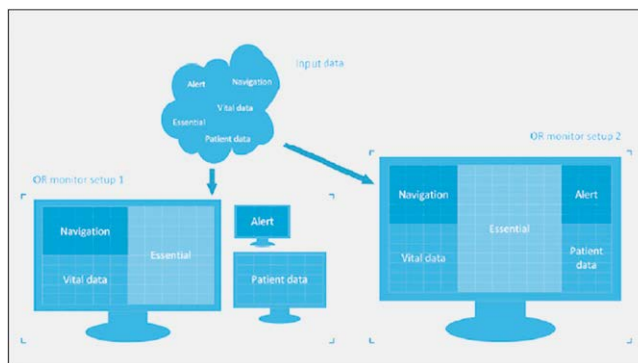 Input data
Alert
Navigation
Vital data
Essential
Patient data
OR monitor setup 1
Navigation
Essential
Vital data
Alert
Patient data
OR monitor setup 2
Navigation
Essential
Alert
Vital data
Patient
data